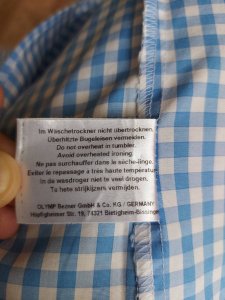 Im Wäschetrockner nicht übertrocknen.
Überhitzte Bügeleisen vermeiden.
Do not overheat in tumbler.
Avoid overheated ironing.
Ne pas surchauffer dans le sèche-linge.
Eviter le repassage a très haute température
In de wasdroger niet te veel drogen.
Te hete strijkijzers vermijden.
OLYMP Bezner GmbH & Co. KG / GERMANY
Höpfigheimer Str. 19, 74321 Bietigheim-Bissingen